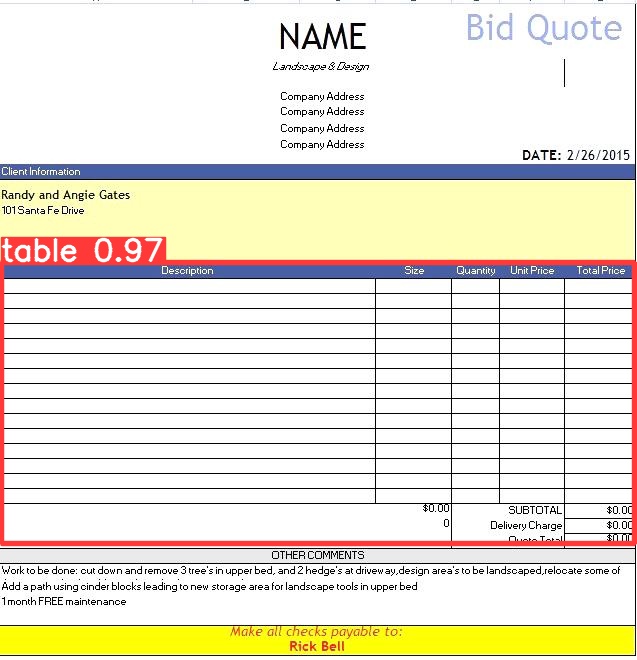 Bid Quote
NAME
Landscape & Design
Company Address
Company Address
Company Address
Company Address
DATE: 2/26/2015
Client Information
Randy and Angie Gates
101 Santa Fe Drive
table 0.97
Description Size Quantity Unit Price Total Price
$0.00 SUBTOTAL $0.00
0 Delivery Charge $0.00
Quote Total $0.00
OTHER COMMENTS
Work to be done: cut down and remove 3 tree's in upper bed, and 2 hedge's at driveway,design area's to be landscaped,relocate some of
Add a path using cinder blocks leading to new storage area for landscape tools in upper bed
1 month FREE maintenance
Make all checks payable to:
Rick Bell